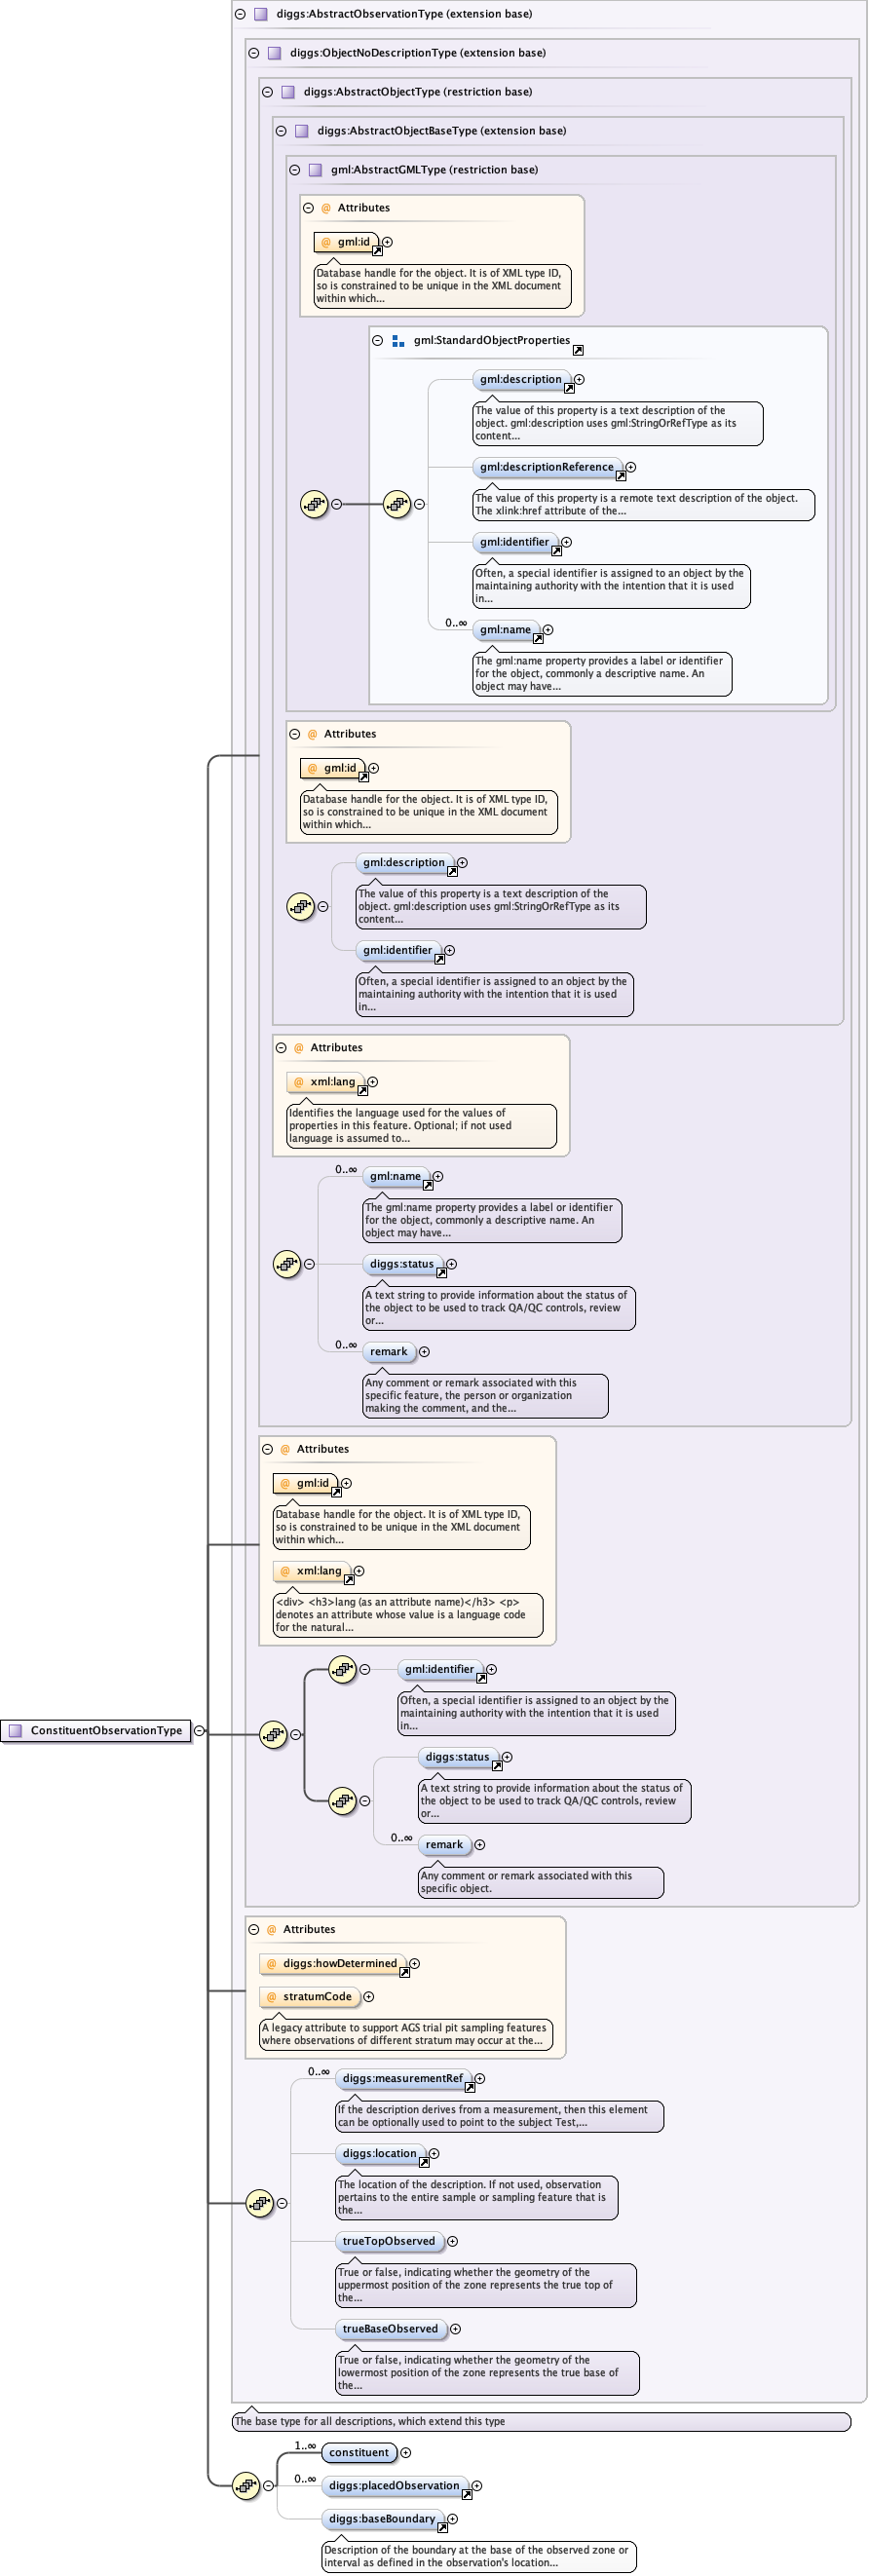 diggs:AbstractObservationType (extension base)
diggs:ObjectNoDescriptionType (extension base)
diggs:AbstractObjectType (restriction base)
diggs:AbstractObjectBaseType (extension base)
gml:AbstractGMLType (restriction base)
@ Attributes
@ gml:id
Database handle for the object. It is of XML type ID,
so is constrained to be unique in the XML document
within which...
gml:StandardObjectProperties
gml:description
The value of this property is a text description of the
object. gml:description uses gml:StringOrRefType as its
content...
gml:descriptionReference
The value of this property is a remote text description of the object.
The xlink:href attribute of the...
gml:identifier
Often, a special identifier is assigned to an object by the
maintaining authority with the intention that it is used
in...
0..∞
gml:name
The gml:name property provides a label or identifier
for the object, commonly a descriptive name. An
object may have...
@ Attributes
@ gml:id
Database handle for the object. It is of XML type ID,
so is constrained to be unique in the XML document
within which...
gml:description
The value of this property is a text description of the
object. gml:description uses gml:StringOrRefType as its
content...
gml:identifier
Often, a special identifier is assigned to an object by the
maintaining authority with the intention that it is used
in...
@ Attributes
@ xml:lang
Identifies the language used for the values of
properties in this feature. Optional; if not used
language is assumed to...
0..∞
gml:name
The gml:name property provides a label or identifier
for the object, commonly a descriptive name. An
object may have...
diggs:status
A text string to provide information about the status of
the object to be used to track QA/QC controls, review
or...
0..∞
remark
Any comment or remark associated with this
specific feature, the person or organization
making the comment, and the...
@ Attributes
@ gml:id
Database handle for the object. It is of XML type ID,
so is constrained to be unique in the XML document
within which...
@ xml:lang
<div> <h3>lang (as an attribute name)</h3> <p>
denotes an attribute whose value is a language code
for the natural...
gml:identifier
Often, a special identifier is assigned to an object by the
maintaining authority with the intention that it is used
in...
ConstituentObservationType
diggs:status
A text string to provide information about the status of
the object to be used to track QA/QC controls, review
or...
0..∞
remark
Any comment or remark associated with this
specific object.
@ Attributes
@ diggs:howDetermined
@ stratumCode
A legacy attribute to support AGS trial pit sampling features
where observations of different stratum may occur at the...
0..∞
diggs:measurementRef
If the description derives from a measurement, then this element
can be optionally used to point to the subject Test,...
diggs:location
The location of the description. If not used, observation
pertains to the entire sample or sampling feature that is
the...
trueTopObserved
True or false, indicating whether the geometry of the
uppermost position of the zone represents the true top of
the...
trueBaseObserved
True or false, indicating whether the geometry of the
lowermost position of the zone represents the true base of
the...
The base type for all descriptions, which extend this type
1..∞
constituent
0..∞
diggs:placedObservation
diggs:baseBoundary
Description of the boundary at the base of the observed zone or
interval as defined in the observation's location...